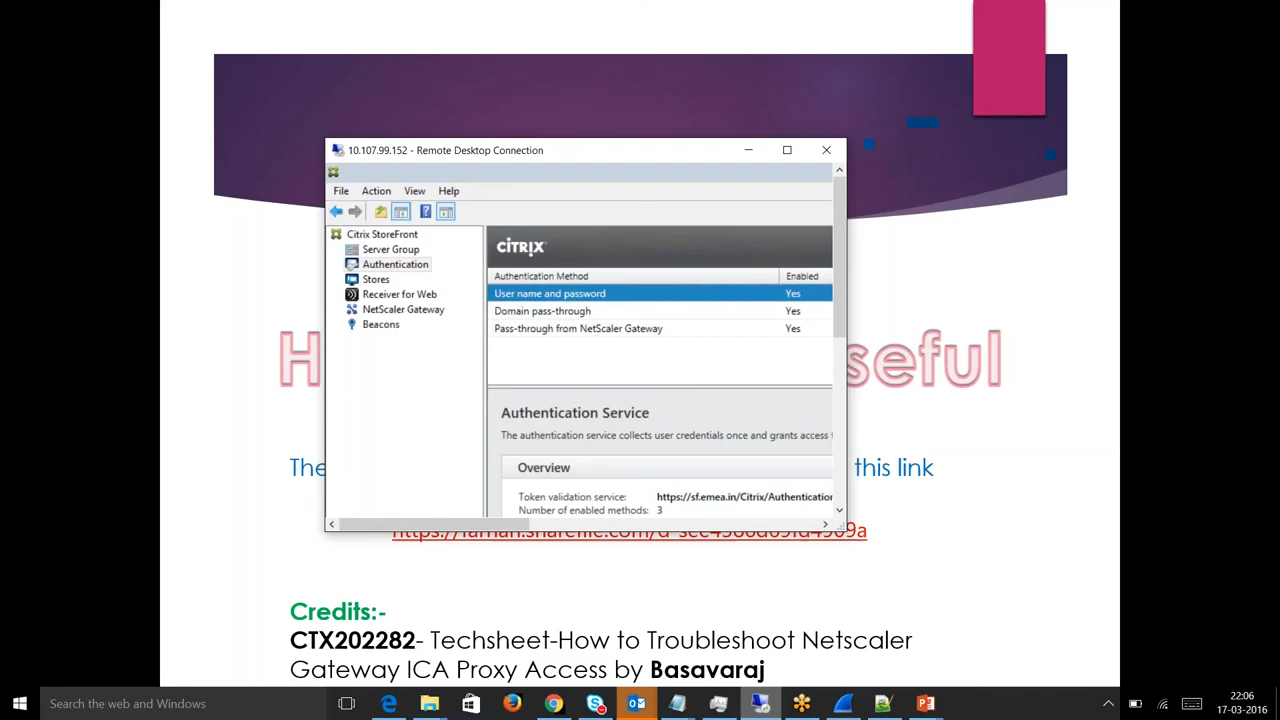 10.107.99.152 - Remote Desktop Connection
File Action View Help
Citrix StoreFront
Server Group
Authentication
Stores
Receiver for Web
NetScaler Gateway
Beacons
CITRIX
Authentication Method Enabled
User name and password Yes
Domain pass-through Yes
Pass-through from NetScaler Gateway Yes
Authentication Service
The authentication service collects user credentials once and grants access
Overview
Token validation service: https://sf.emea.in/Citrix/Authentication
Number of enabled methods: 3
H seful
The this link
Credits:-
CTX202282- Techsheet-How to Troubleshoot Netscaler
Gateway ICA Proxy Access by Basavaraj
Search the web and Windows
22:06
17-03-2016